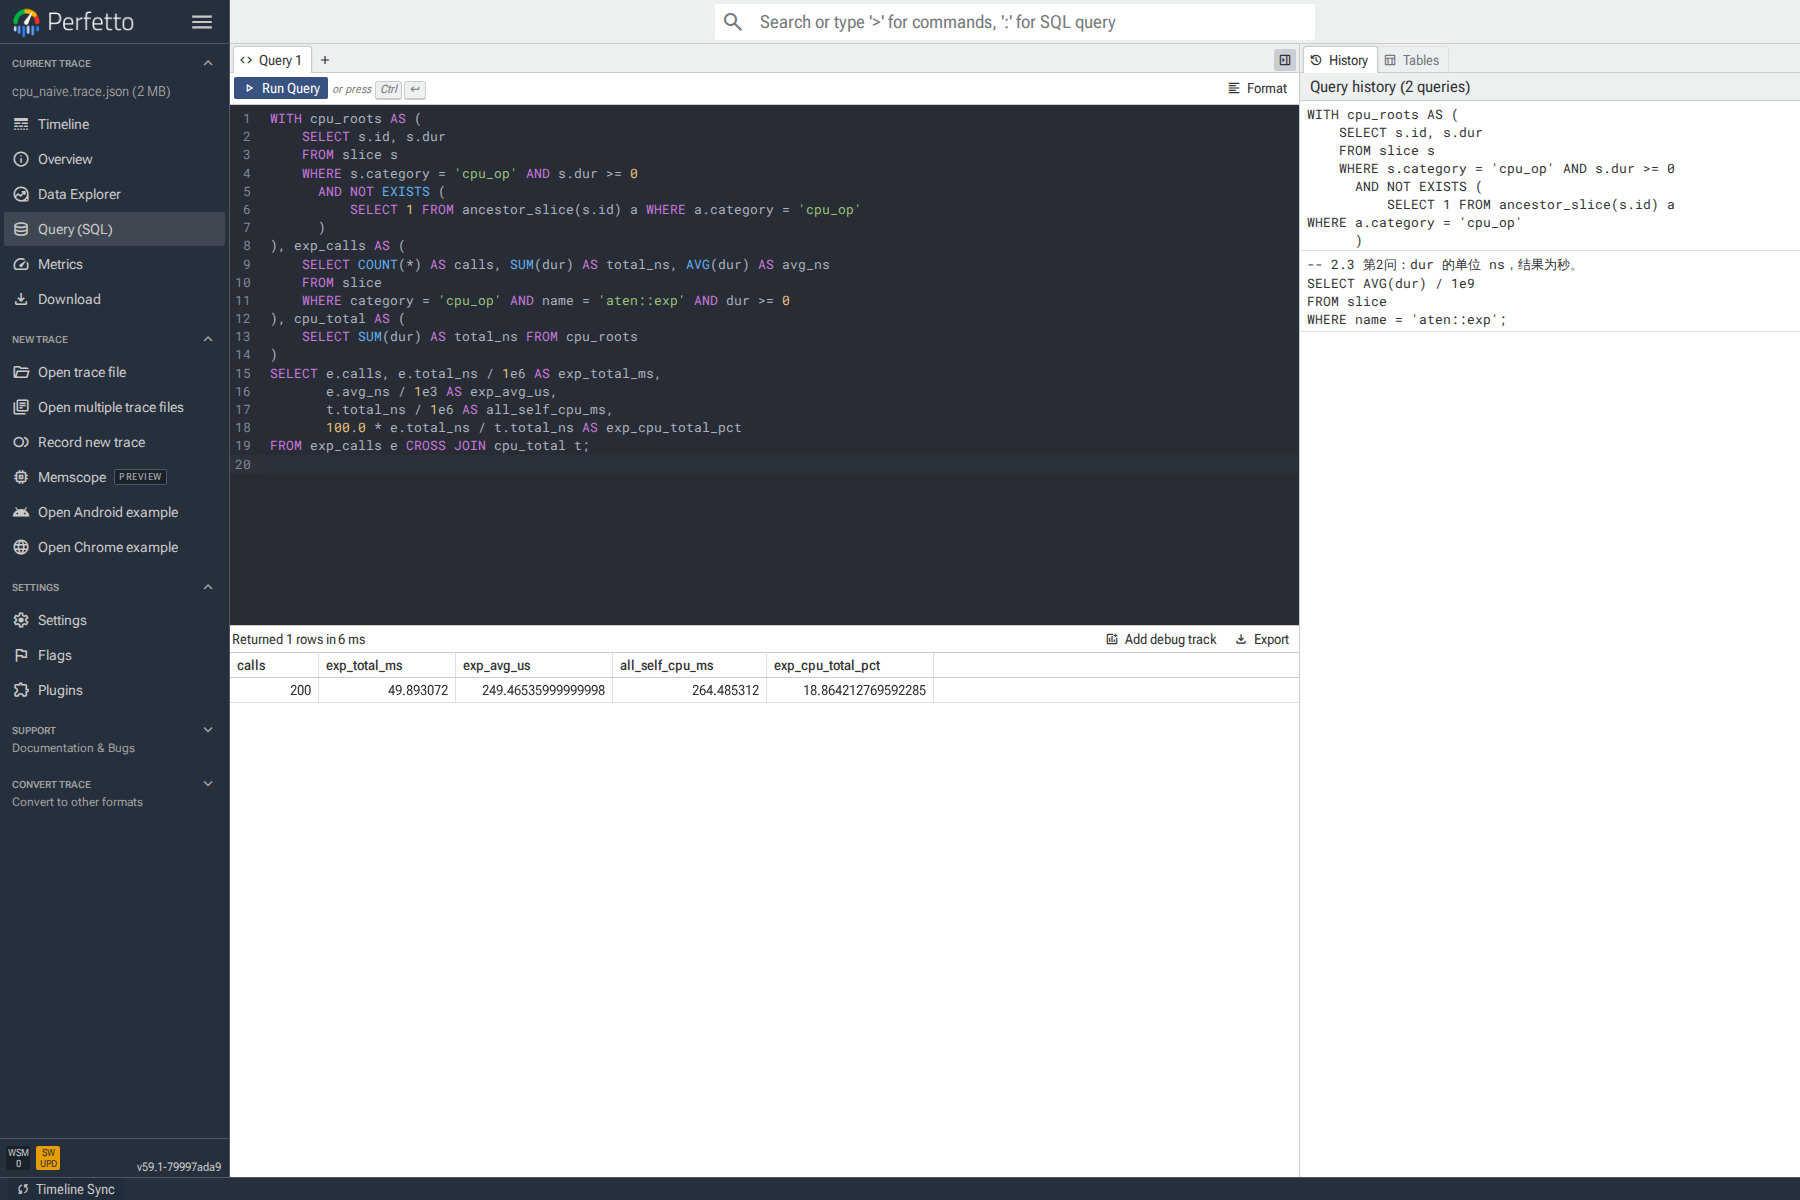 Perfetto
Search or type '>' for commands, ':' for SQL query
CURRENT TRACE
cpu_naive.trace.json (2 MB)
Timeline
Overview
Data Explorer
Query (SQL)
Metrics
Download
NEW TRACE
Open trace file
Open multiple trace files
Record new trace
Memscope PREVIEW
Open Android example
Open Chrome example
SETTINGS
Settings
Flags
Plugins
SUPPORT
Documentation & Bugs
CONVERT TRACE
Convert to other formats
WSM 0
SW UPD
v59.1-79997ada9
Timeline Sync
Query 1
Run Query or press Ctrl
Format
1 WITH cpu_roots AS (
2 SELECT s.id, s.dur
3 FROM slice s
4 WHERE s.category = 'cpu_op' AND s.dur >= 0
5 AND NOT EXISTS (
6 SELECT 1 FROM ancestor_slice(s.id) a WHERE a.category = 'cpu_op'
7 )
8 ), exp_calls AS (
9 SELECT COUNT(*) AS calls, SUM(dur) AS total_ns, AVG(dur) AS avg_ns
10 FROM slice
11 WHERE category = 'cpu_op' AND name = 'aten::exp' AND dur >= 0
12 ), cpu_total AS (
13 SELECT SUM(dur) AS total_ns FROM cpu_roots
14 )
15 SELECT e.calls, e.total_ns / 1e6 AS exp_total_ms,
16 e.avg_ns / 1e3 AS exp_avg_us,
17 t.total_ns / 1e6 AS all_self_cpu_ms,
18 100.0 * e.total_ns / t.total_ns AS exp_cpu_total_pct
19 FROM exp_calls e CROSS JOIN cpu_total t;
20
Returned 1 rows in 6 ms
Add debug track
Export
calls exp_total_ms exp_avg_us all_self_cpu_ms exp_cpu_total_pct
200 49.893072 249.46535999999998 264.485312 18.864212769592285
History
Tables
Query history (2 queries)
WITH cpu_roots AS (
SELECT s.id, s.dur
FROM slice s
WHERE s.category = 'cpu_op' AND s.dur >= 0
AND NOT EXISTS (
SELECT 1 FROM ancestor_slice(s.id) a
WHERE a.category = 'cpu_op'
)
-- 2.3 第2问：dur 的单位 ns，结果为秒。
SELECT AVG(dur) / 1e9
FROM slice
WHERE name = 'aten::exp';